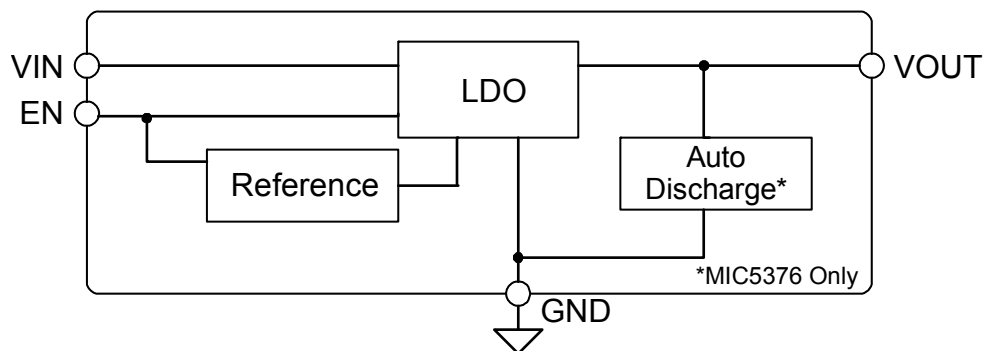 VIN
LDO
VOUT
EN
Reference
Auto
Discharge*
*MIC5376 Only
GND